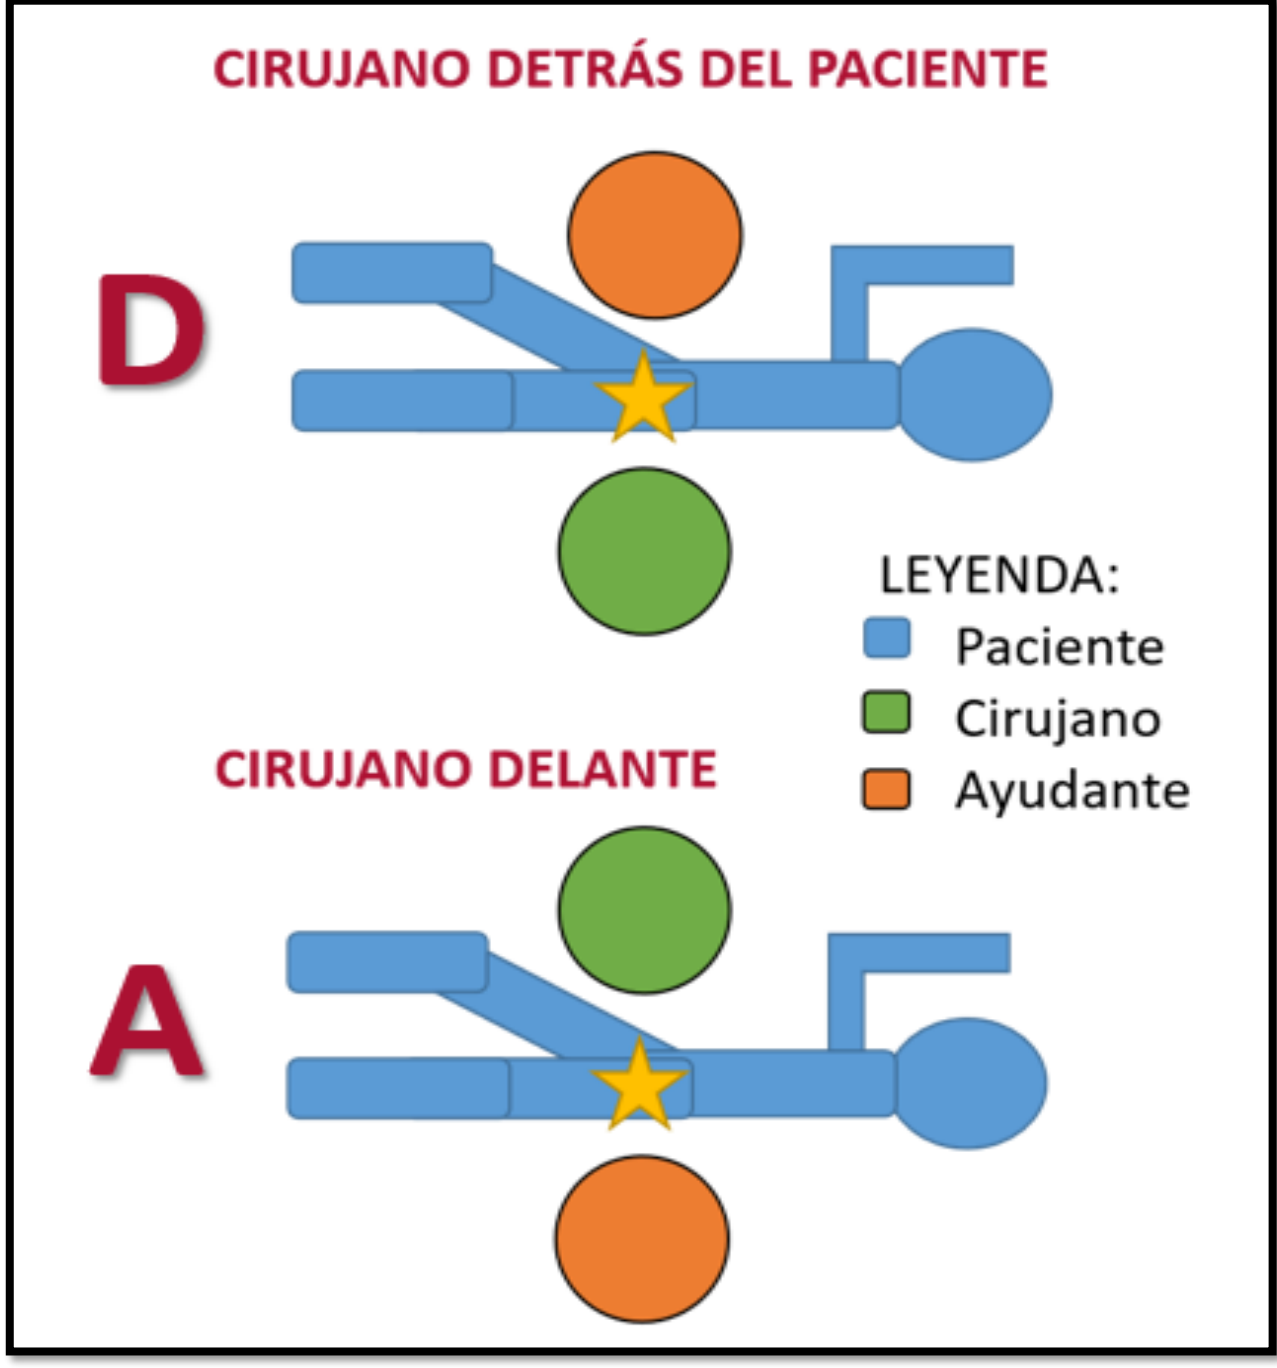 CIRUJANO DETRÁS DEL PACIENTE
D
LEYENDA:
Paciente
Cirujano
Ayudante
CIRUJANO DELANTE
A